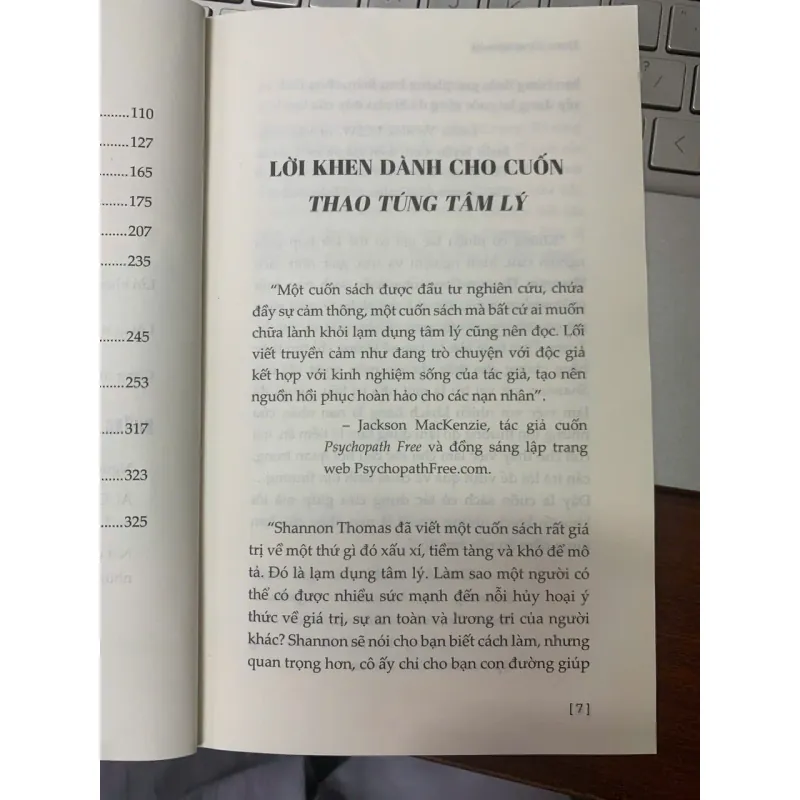 ..........110
..........127
..........165
..........175
..........207
..........235
..........245
..........253
..........317
..........323
..........325
LỜI KHEN DÀNH CHO CUỐN
THAO TÚNG TÂM LÝ
“Một cuốn sách được đầu tư nghiên cứu, chứa
đầy sự cảm thông, một cuốn sách mà bất cứ ai muốn
chữa lành khỏi lạm dụng tâm lý cũng nên đọc. Lối
viết truyền cảm như đang trò chuyện với độc giả
kết hợp với kinh nghiệm sống của tác giả, tạo nên
nguồn hồi phục hoàn hảo cho các nạn nhân”.
– Jackson MacKenzie, tác giả cuốn
Psychopath Free và đồng sáng lập trang
web PsychopathFree.com.
“Shannon Thomas đã viết một cuốn sách rất giá
trị về một thứ gì đó xấu xí, tiềm tàng và khó để mô
tả. Đó là lạm dụng tâm lý. Làm sao một người có
thể có được nhiều sức mạnh đến nỗi hủy hoại ý
thức về giá trị, sự an toàn và lương tri của người
khác? Shannon sẽ nói cho bạn biết cách làm, nhưng
quan trọng hơn, cô ấy chỉ cho bạn con đường giúp
[7]